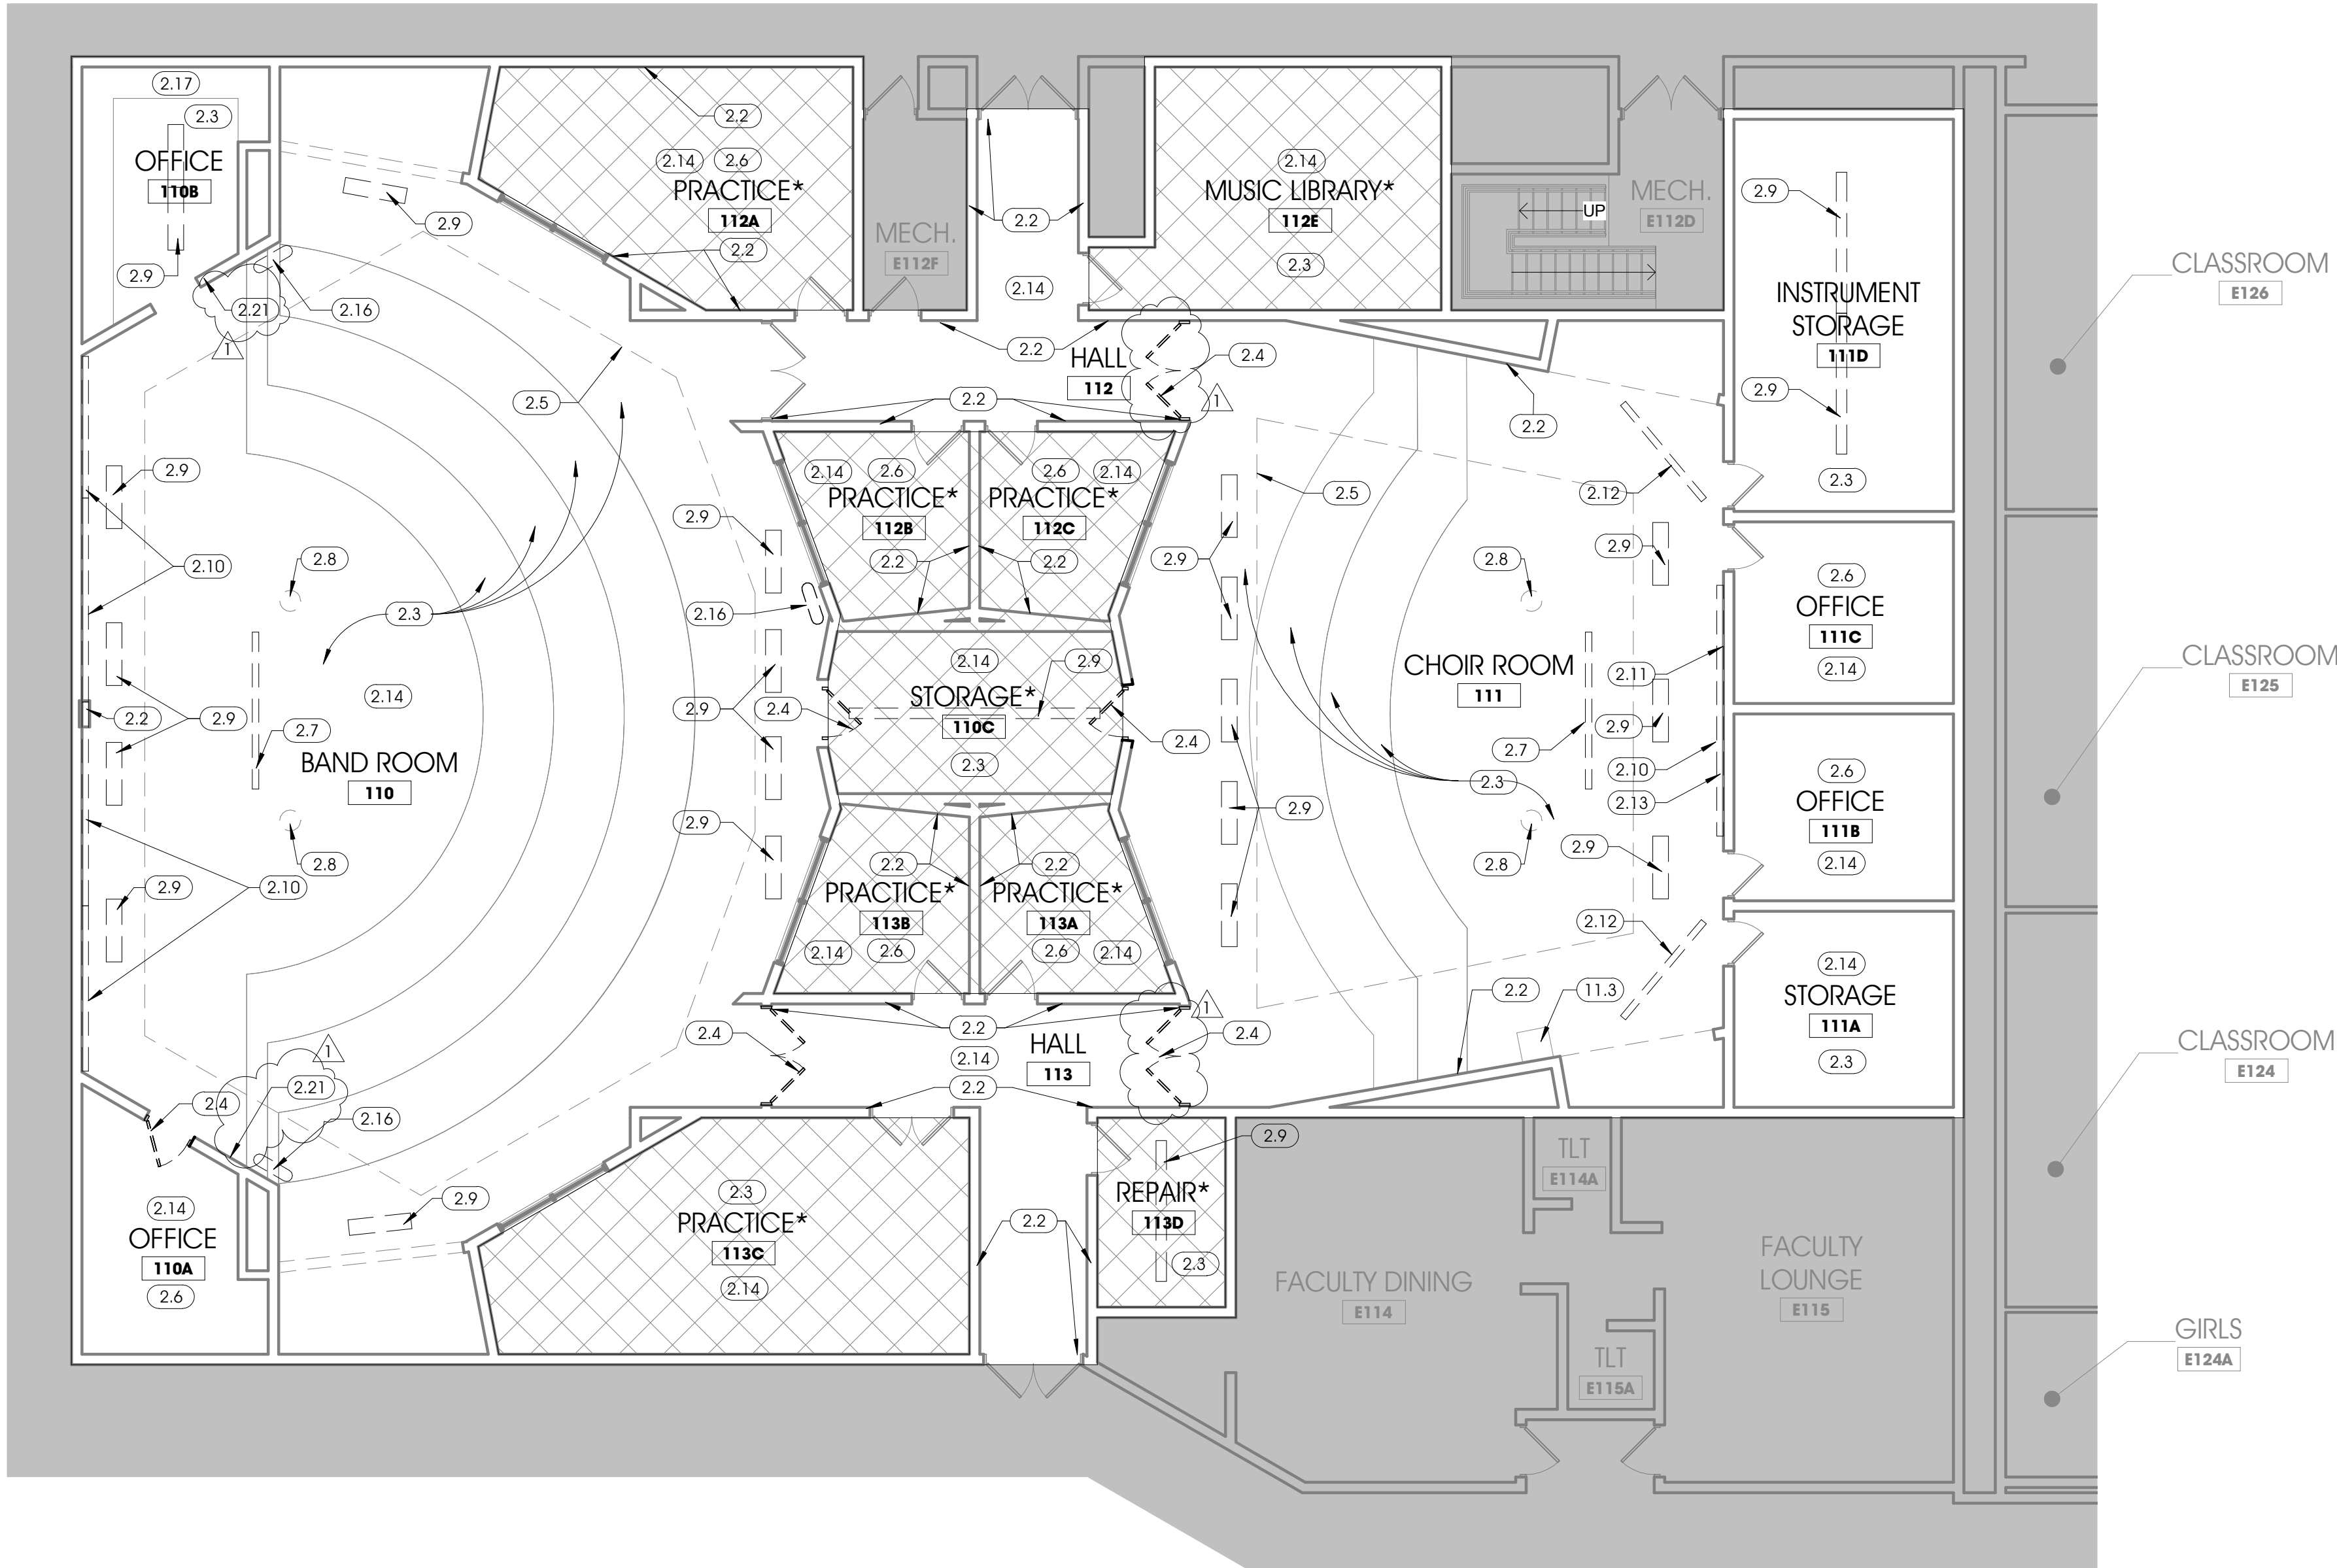 2.17
2.3
OFFICE
110B
2.9
2.21
2.16
1
2.9
2.2
2.14
2.6
PRACTICE*
112A
2.2
MECH.
E112F
2.2
2.14
2.14
MUSIC LIBRARY*
112E
2.3
UP
MECH.
E112D
2.9
INSTRUMENT
STORAGE
111D
2.9
2.3
CLASSROOM
E126
2.5
2.2
HALL
112
2.4
1
2.2
2.2
2.9
2.10
2.8
2.3
2.14
2.2
2.9
2.7
BAND ROOM
110
2.8
2.9
2.10
2.9
2.16
2.9
2.4
2.9
2.14
2.6
PRACTICE*
112B
2.2
2.6
2.14
PRACTICE*
112C
2.2
2.14
2.9
STORAGE*
110C
2.3
2.4
2.2
PRACTICE*
113B
2.14
2.6
2.2
PRACTICE*
113A
2.6
2.14
2.9
2.5
2.12
2.8
2.9
CHOIR ROOM
111
2.11
2.9
2.7
2.10
2.3
2.13
2.9
2.8
2.9
2.12
2.2
11.3
2.6
OFFICE
111C
2.14
2.6
OFFICE
111B
2.14
2.14
STORAGE
111A
2.3
CLASSROOM
E125
CLASSROOM
E124
GIRLS
E124A
1
2.21
2.4
2.16
2.14
OFFICE
110A
2.6
2.9
2.4
2.2
2.14
HALL
113
2.2
1
2.4
2.3
PRACTICE*
113C
2.14
2.2
2.9
REPAIR*
113D
2.3
TLT
E114A
FACULTY DINING
E114
FACULTY
LOUNGE
E115
TLT
E115A